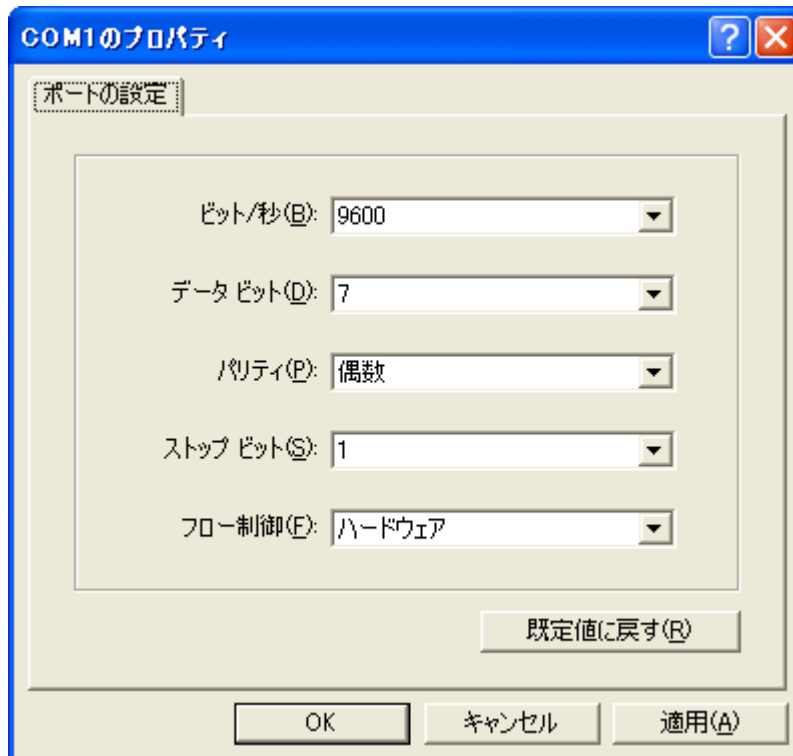 COM1のプロパティ
ポートの設定
ビット/秒(B): 9600
データ ビット(D): 7
パリティ(P): 偶数
ストップ ビット(S): 1
フロー制御(F): ハードウェア
既定値に戻す(R)
OK キャンセル 適用(A)